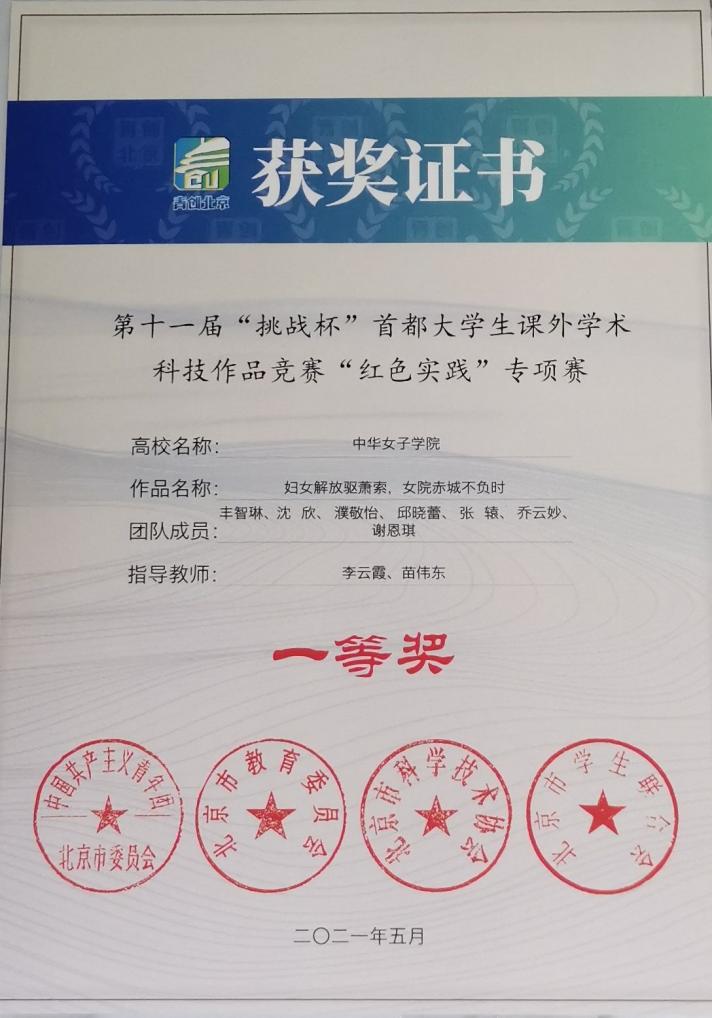 青创北京
获奖证书
第十一届“挑战杯”首都大学生课外学术
科技作品竞赛“红色实践”专项赛
高校名称：中华女子学院
作品名称：妇女解放驱萧索，女院赤城不负时
团队成员：丰智琳、沈 欣、濮敬怡、邱晓蕾、张 辕、乔云妙、
谢恩琪
指导教师：李云霞、苗伟东
一等奖
中国共产主义青年团
北京市委员会
北京市教育委员会
北京市科学技术协会
北京市学生联合会
二〇二一年五月